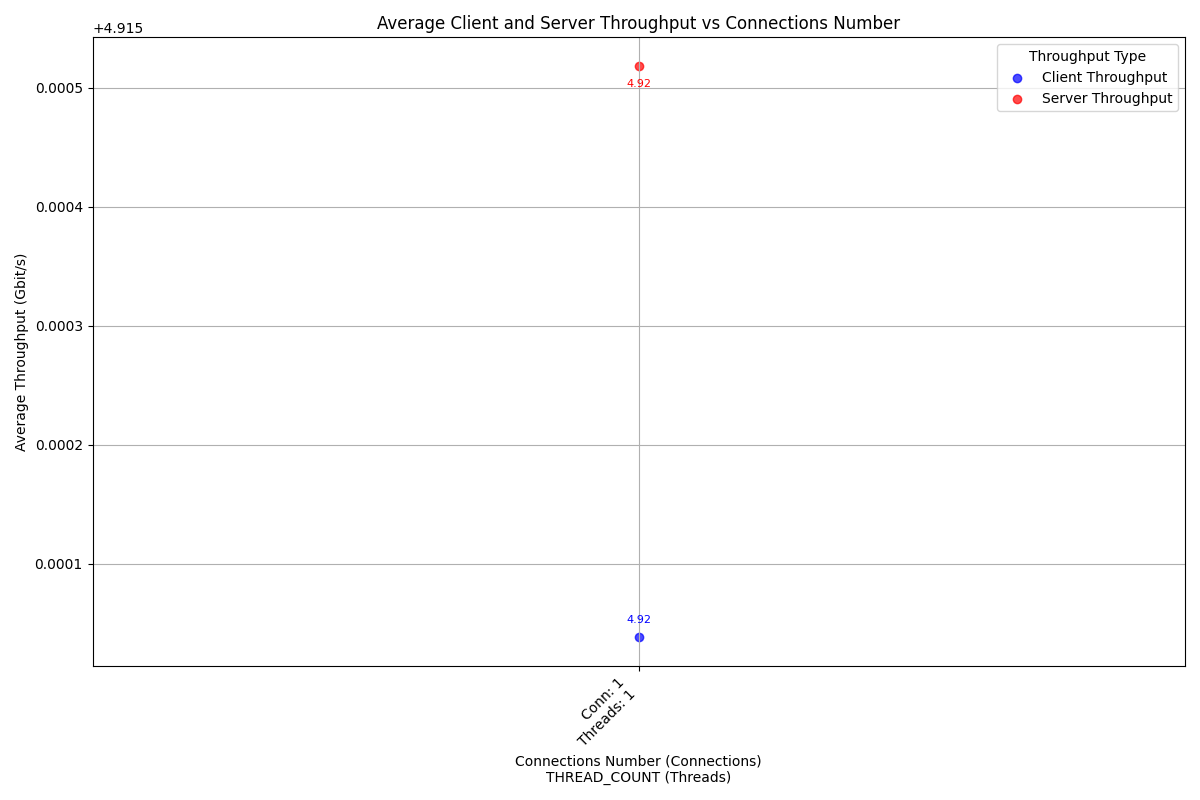 Average Client and Server Throughput vs Connections Number
+4.915
Throughput Type
Client Throughput
Server Throughput
0.0005
0.0004
0.0003
0.0002
0.0001
Average Throughput (Gbit/s)
4.92
4.92
Conn: 1
Threads: 1
Connections Number (Connections)
THREAD_COUNT (Threads)